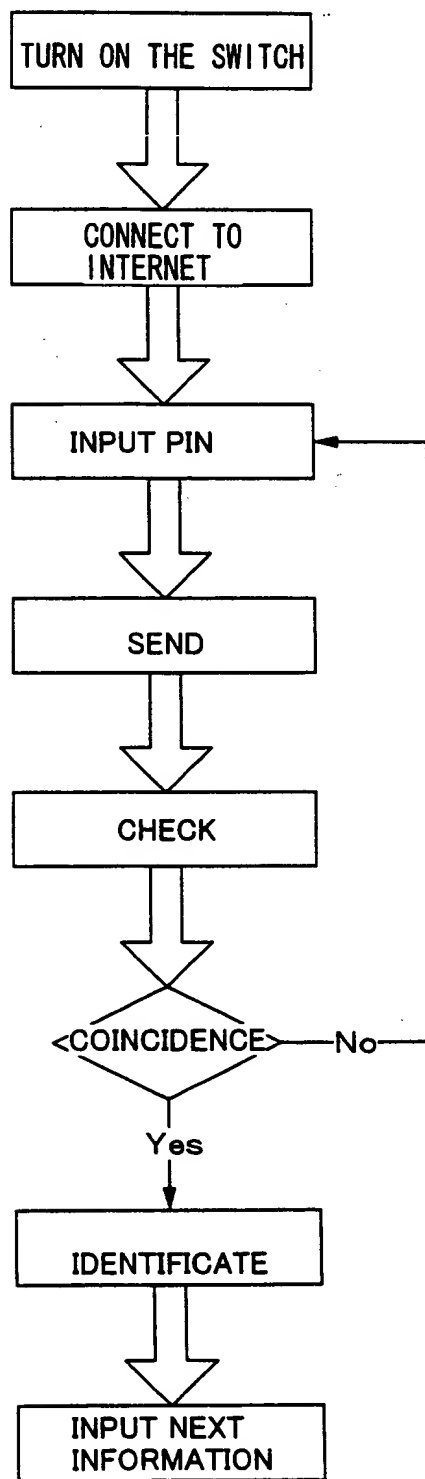 TURN ON THE SWITCH
CONNECT TO
INTERNET
INPUT PIN
SEND
CHECK
COINCIDENCE
No
Yes
IDENTIFICATE
INPUT NEXT
INFORMATION